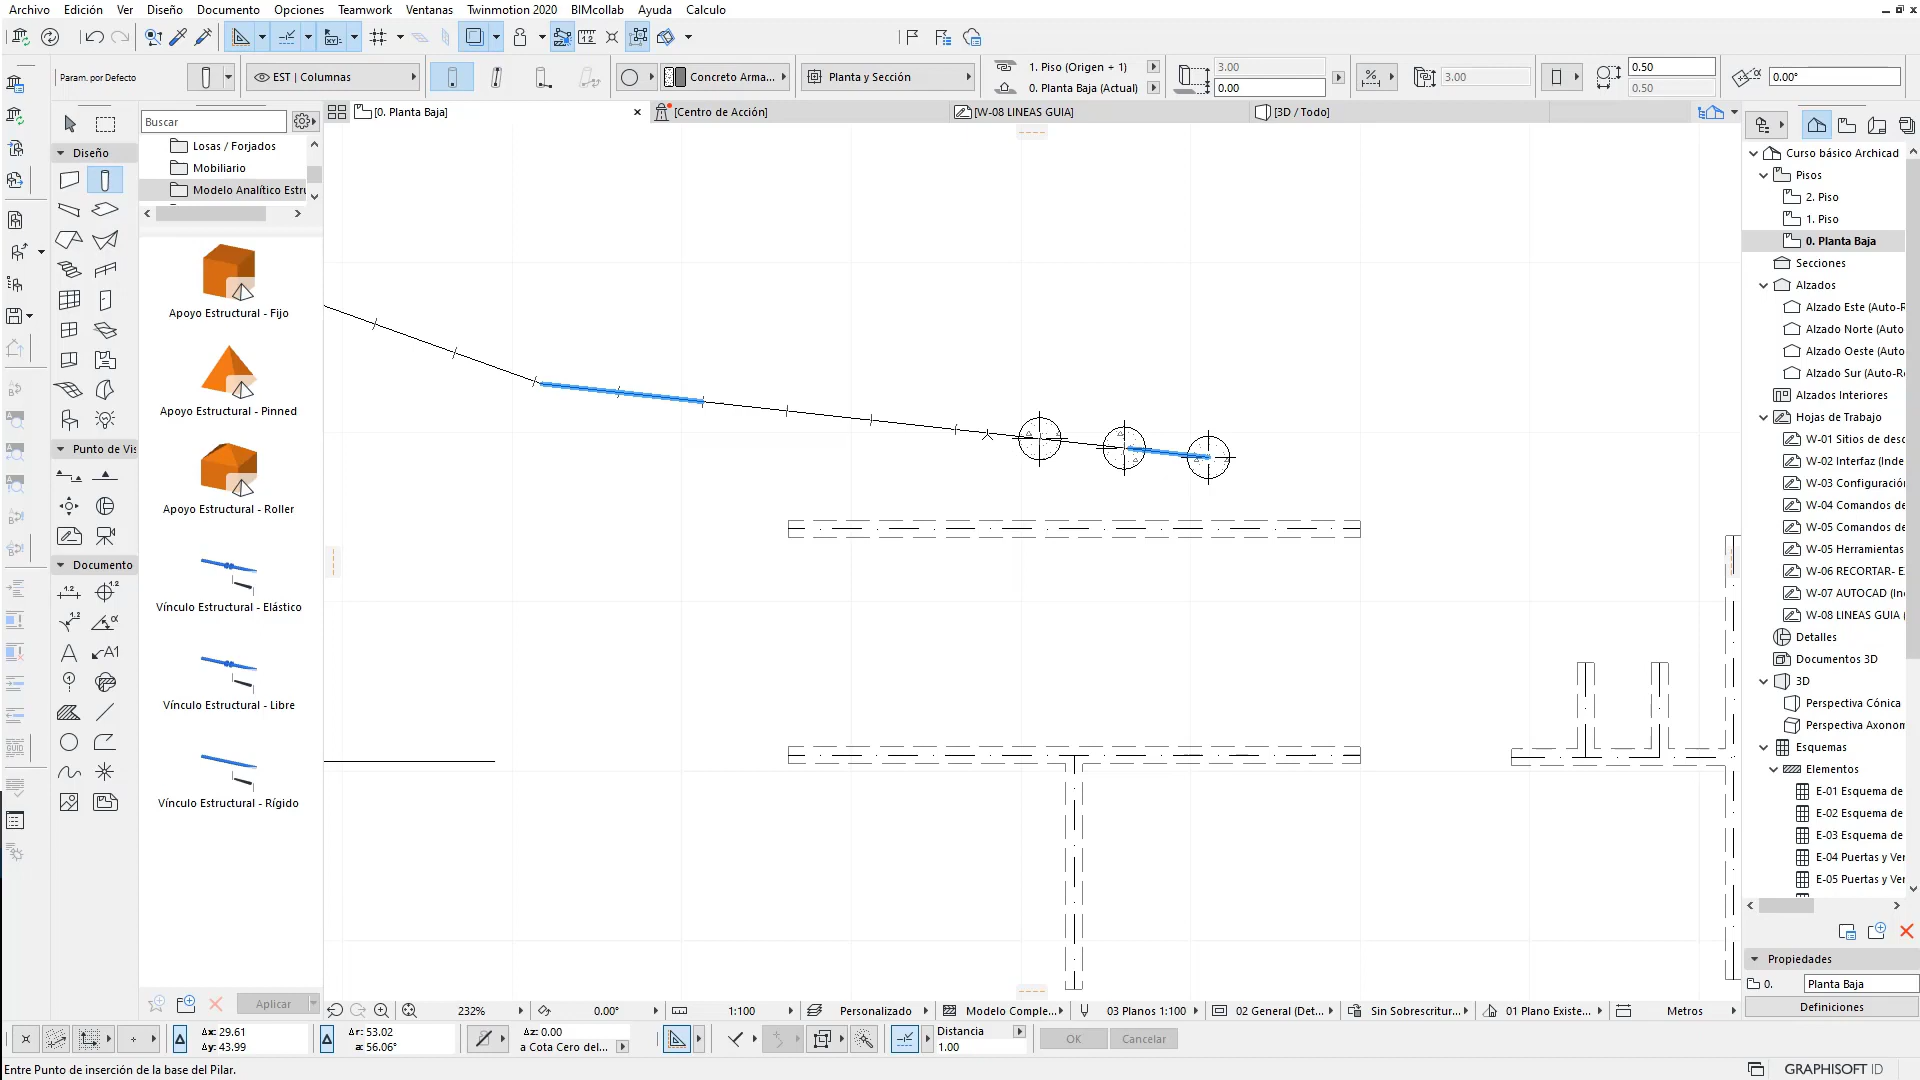 Archivo Edición Ver Diseño Documento Opciones Teamwork Ventanas Twinmotion 2020 BIMcollab Ayuda Calculo
Param. por Defecto
EST | Columnas
Concreto Arma...
Planta y Sección
1. Piso (Origen + 1)
0. Planta Baja (Actual)
3.00
0.00
3.00
0.50
0.50
0.00°
Buscar
[0. Planta Baja]
[Centro de Acción]
[W-08 LINEAS GUIA]
[3D / Todo]
Diseño
Losas / Forjados
Mobiliario
Modelo Analítico Estru
Apoyo Estructural - Fijo
Apoyo Estructural - Pinned
Apoyo Estructural - Roller
Vínculo Estructural - Elástico
Vínculo Estructural - Libre
Vínculo Estructural - Rígido
Punto de Vis
Documento
Aplicar
Curso básico Archicad
Pisos
2. Piso
1. Piso
0. Planta Baja
Secciones
Alzados
Alzado Este (Auto-R
Alzado Norte (Auto
Alzado Oeste (Auto
Alzado Sur (Auto-Re
Alzados Interiores
Hojas de Trabajo
W-01 Sitios de desc
W-02 Interfaz (Inde
W-03 Configuración
W-04 Comandos de
W-05 Comandos de
W-05 Herramientas
W-06 RECORTAR- E
W-07 AUTOCAD (In
W-08 LINEAS GUIA (
Detalles
Documentos 3D
3D
Perspectiva Cónica
Perspectiva Axonom
Esquemas
Elementos
E-01 Esquema de
E-02 Esquema de
E-03 Esquema de
E-04 Puertas y Ver
E-05 Puertas y Ver
Propiedades
0.
Planta Baja
Definiciones
232%
0.00°
1:100
Personalizado
Modelo Comple...
03 Planos 1:100
02 General (Det...
Sin Sobrescritur...
01 Plano Existe...
Metros
Δx: 29.61
Δy: 43.99
Δr: 53.02
a: 56.06°
Δz: 0.00
a Cota Cero del...
Distancia
1.00
OK
Cancelar
Entre Punto de inserción de la base del Pilar.
GRAPHISOFT ID